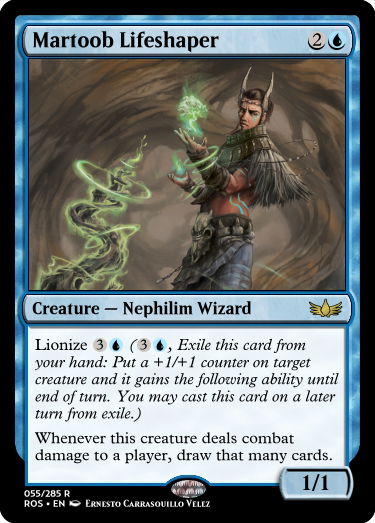 Martoob Lifeshaper 2
Creature — Nephilim Wizard
Lionize 3 (3, Exile this card from
your hand: Put a +1/+1 counter on target
creature and it gains the following ability until
end of turn. You may cast this card on a later
turn from exile.)
Whenever this creature deals combat
damage to a player, draw that many cards.
1/1
055/285 R
ROS • EN Ernesto Carrasouillo Velez